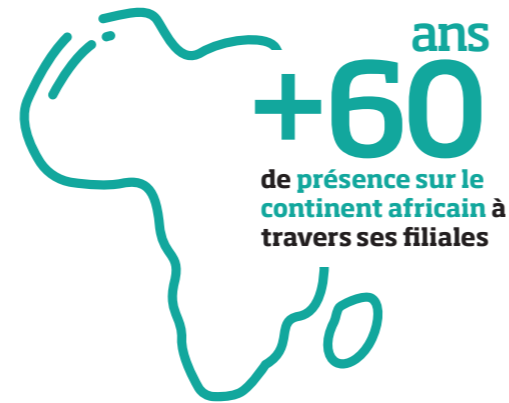 ans
+60
de présence sur le
continent africain à
travers ses filiales